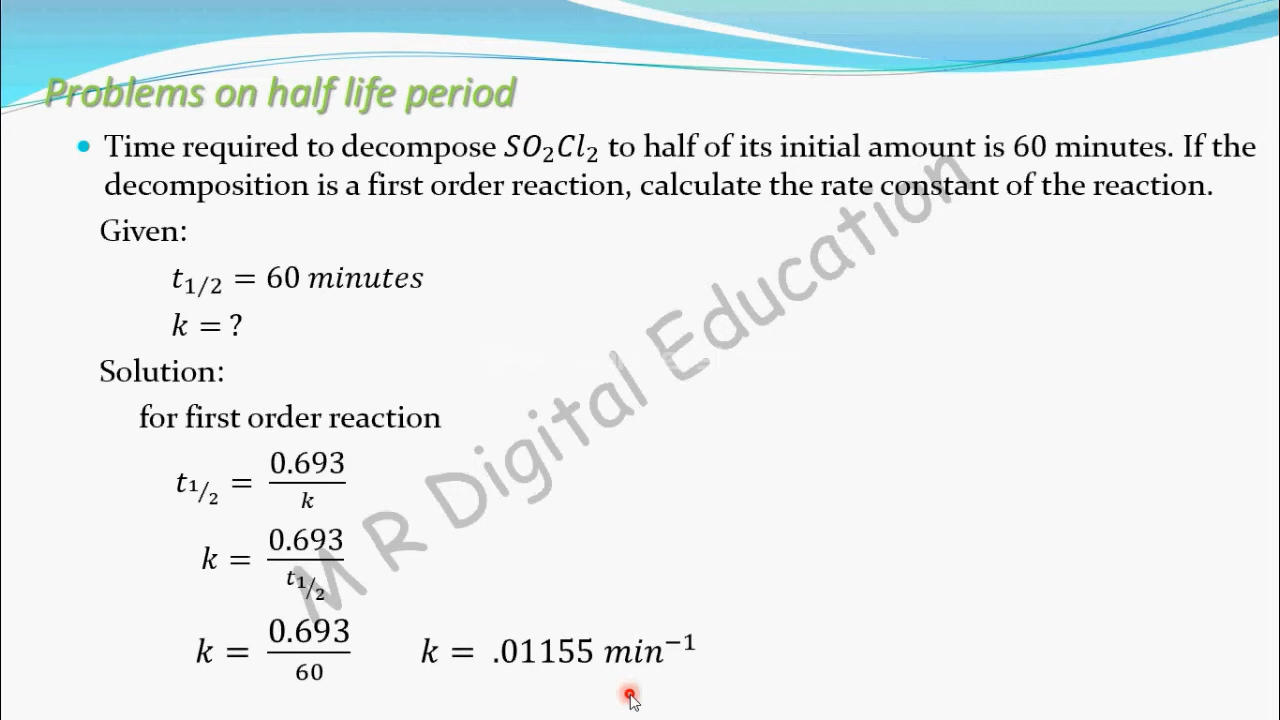 Problems on half life period
• Time required to decompose 𝑆𝑂₂𝐶𝑙₂ to half of its initial amount is 60 minutes. If the
decomposition is a first order reaction, calculate the rate constant of the reaction.
Given:
t₁/₂ = 60 minutes
k = ?
Solution:
for first order reaction
t₁/₂ = 0.693/k
k = 0.693/t₁/₂
k = 0.693/60 k = .01155 min⁻¹
M R Digital Education